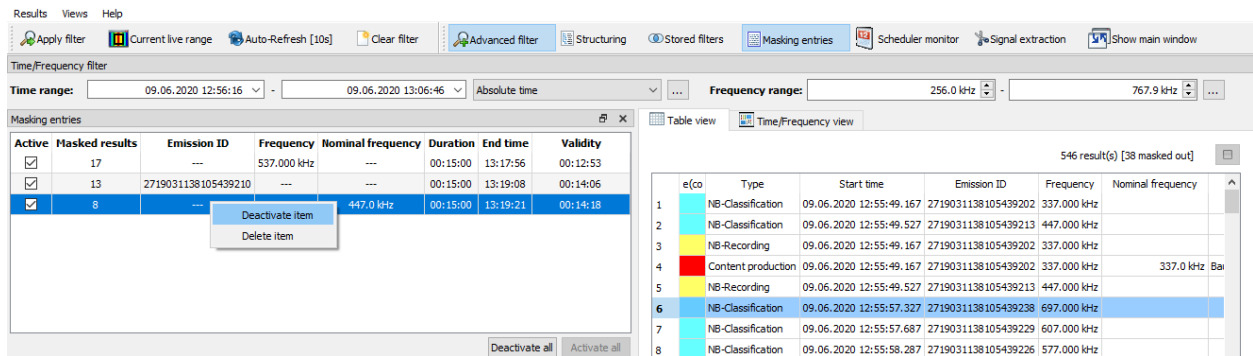 Results Views Help
Apply filter Current live range Auto-Refresh [10s] Clear filter Advanced filter Structuring Stored filters Masking entries Scheduler monitor Signal extraction Show main window
Time/Frequency filter
Time range: 09.06.2020 12:56:16 - 09.06.2020 13:06:46 Absolute time ... Frequency range: 256.0 kHz - 767.9 kHz ...
Masking entries
Active Masked results Emission ID Frequency Nominal frequency Duration End time Validity
17 --- 537.000 kHz --- 00:15:00 13:17:56 00:12:53
13 2719031138105439210 --- --- 00:15:00 13:19:08 00:14:06
8 --- 447.0 kHz 00:15:00 13:19:21 00:14:18
Deactivate item
Delete item
Deactivate all Activate all
Table view Time/Frequency view
546 result(s) [38 masked out]
e(co Type Start time Emission ID Frequency Nominal frequency
1 NB-Classification 09.06.2020 12:55:49.167 2719031138105439202 337.000 kHz
2 NB-Classification 09.06.2020 12:55:49.527 2719031138105439213 447.000 kHz
3 NB-Recording 09.06.2020 12:55:49.167 2719031138105439202 337.000 kHz
4 Content production 09.06.2020 12:55:49.167 2719031138105439202 337.000 kHz 337.0 kHz Bau
5 NB-Recording 09.06.2020 12:55:49.527 2719031138105439213 447.000 kHz
6 NB-Classification 09.06.2020 12:55:57.327 2719031138105439238 697.000 kHz
7 NB-Classification 09.06.2020 12:55:57.687 2719031138105439229 607.000 kHz
8 NB-Classification 09.06.2020 12:55:58.287 2719031138105439226 577.000 kHz